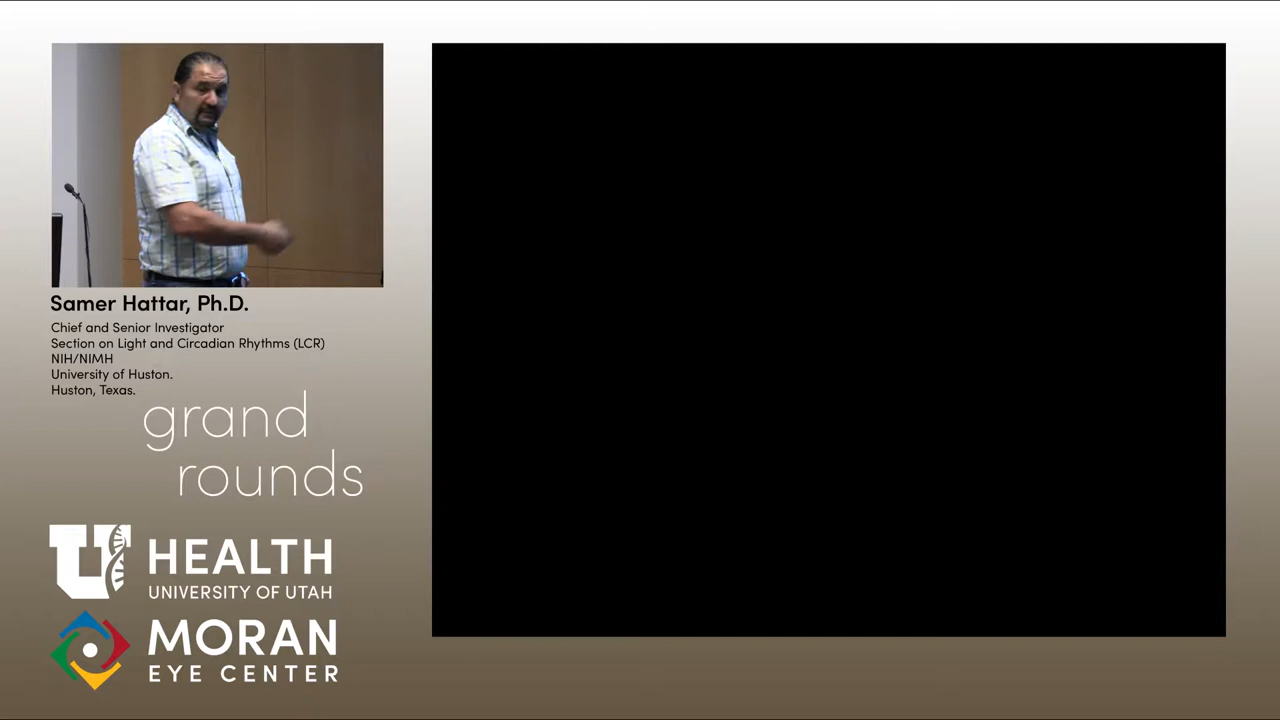 Samer Hattar, Ph.D.
Chief and Senior Investigator
Section on Light and Circadian Rhythms (LCR)
NIH/NIMH
University of Huston.
Huston, Texas.
grand
rounds
U HEALTH
UNIVERSITY OF UTAH
MORAN
EYE CENTER